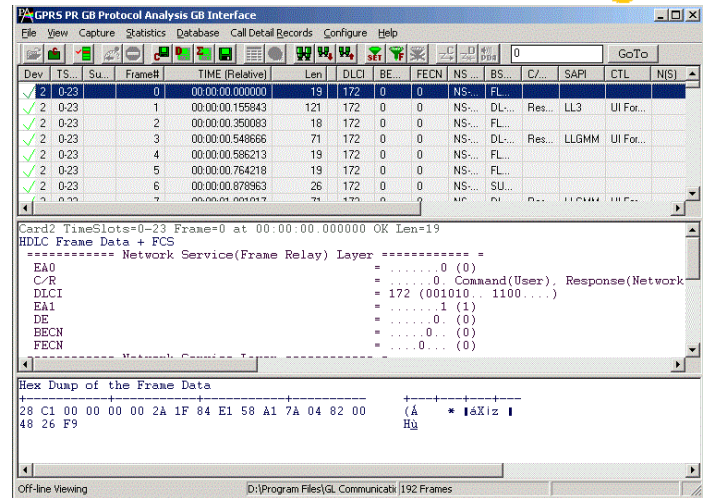 GPRS PR GB Protocol Analysis GB Interface
File View Capture Statistics Database Call Detail Records Configure Help
0 GoTo
Dev TS... Su... Frame# TIME (Relative) Len DLCI BE... FECN NS ... BS... C/... SAPI CTL N(S)
2 0-23 0 00:00:00.000000 19 172 0 0 NS-... FL...
2 0-23 1 00:00:00.155843 121 172 0 0 NS-... DL-... Res... LL3 UI For...
2 0-23 2 00:00:00.350083 18 172 0 0 NS-... FL...
2 0-23 3 00:00:00.548666 71 172 0 0 NS-... DL-... Res... LLGMM UI For...
2 0-23 4 00:00:00.586213 19 172 0 0 NS-... FL...
2 0-23 5 00:00:00.764218 19 172 0 0 NS-... FL...
2 0-23 6 00:00:00.878963 26 172 0 0 NS-... SU...
Card2 TimeSlots=0-23 Frame=0 at 00:00:00.000000 OK Len=19
HDLC Frame Data + FCS
============ Network Service(Frame Relay) Layer ============ =
EA0 = .......0 (0)
C/R = ......0. Command(User), Response(Network
DLCI = 172 (001010.. 1100....)
EA1 = .......1 (1)
DE = ......0. (0)
BECN = .....0.. (0)
FECN = ....0... (0)
Hex Dump of the Frame Data
+-----------+-----------+-----------+---------- +---+---+---+---
28 C1 00 00 00 00 2A 1F 84 E1 58 A1 7A 04 82 00 (Á * áXiz
48 26 F9 Hù
Off-line Viewing D:\Program Files\GL Communicatic 192 Frames